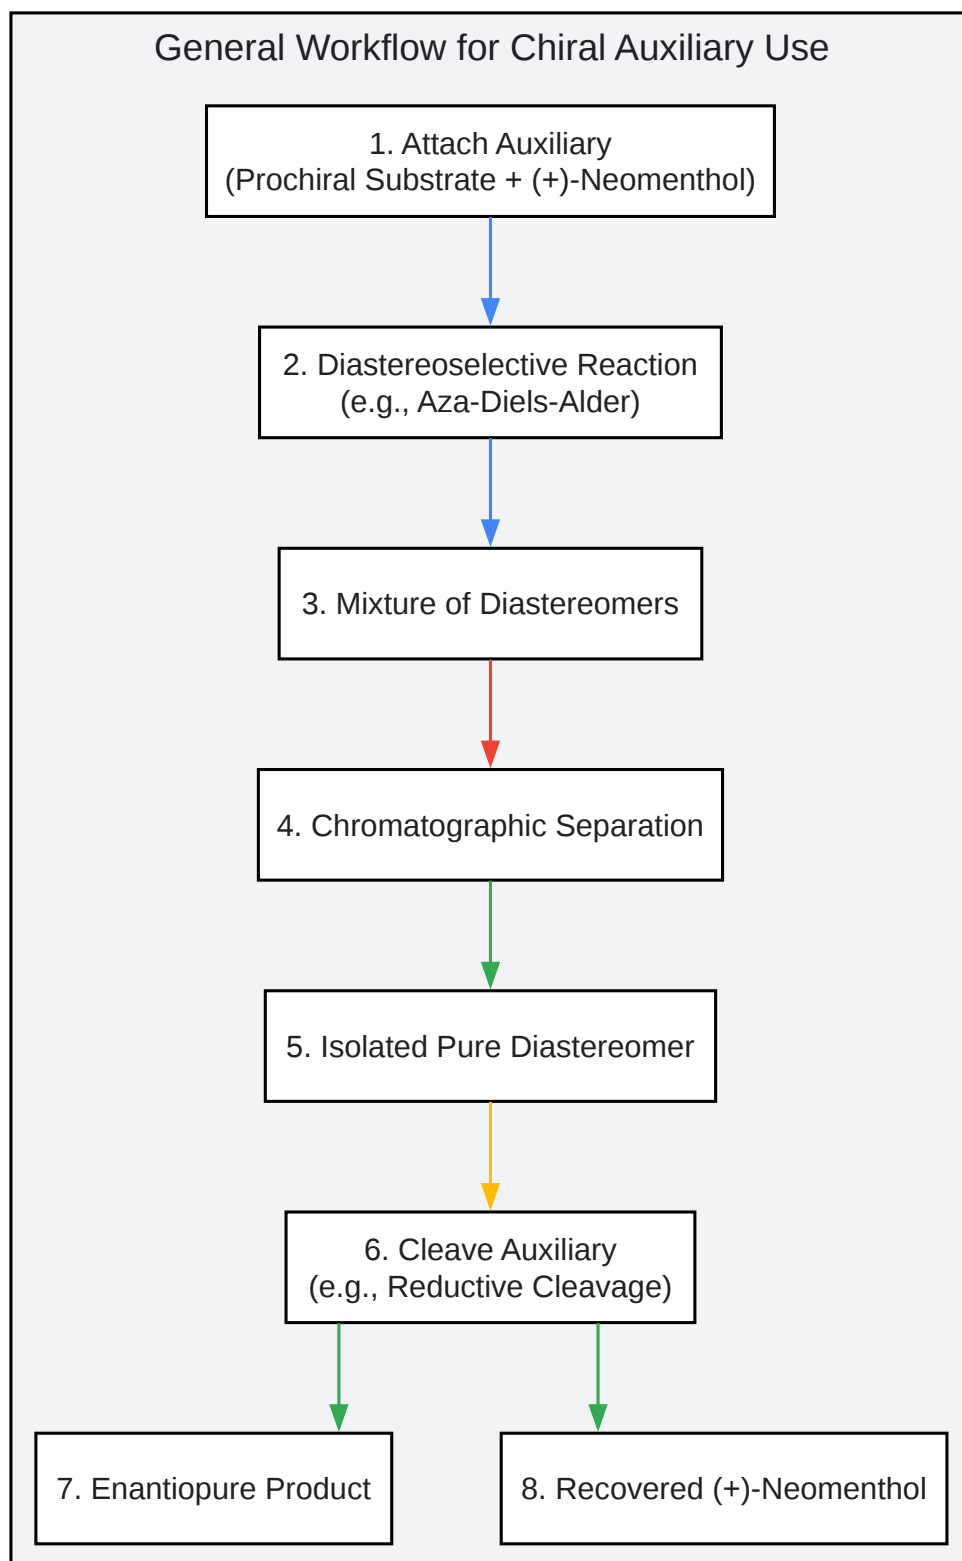 General Workflow for Chiral Auxiliary Use
1. Attach Auxiliary
(Prochiral Substrate + (+)-Neomenthol)
2. Diastereoselective Reaction
(e.g., Aza-Diels-Alder)
3. Mixture of Diastereomers
4. Chromatographic Separation
5. Isolated Pure Diastereomer
6. Cleave Auxiliary
(e.g., Reductive Cleavage)
7. Enantiopure Product
8. Recovered (+)-Neomenthol